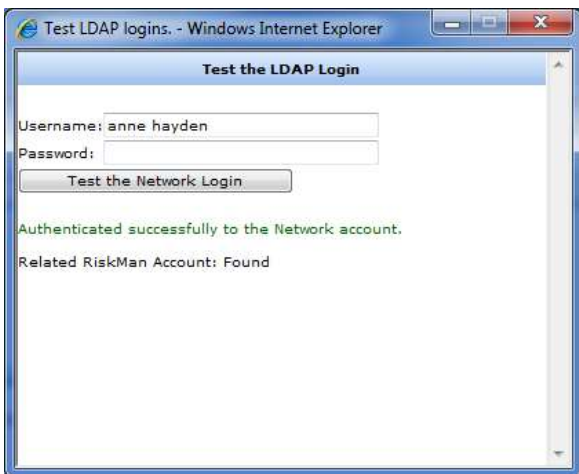 Test LDAP logins. - Windows Internet Explorer
Test the LDAP Login
Username: anne hayden
Password:
Test the Network Login
Authenticated successfully to the Network account.
Related RiskMan Account: Found